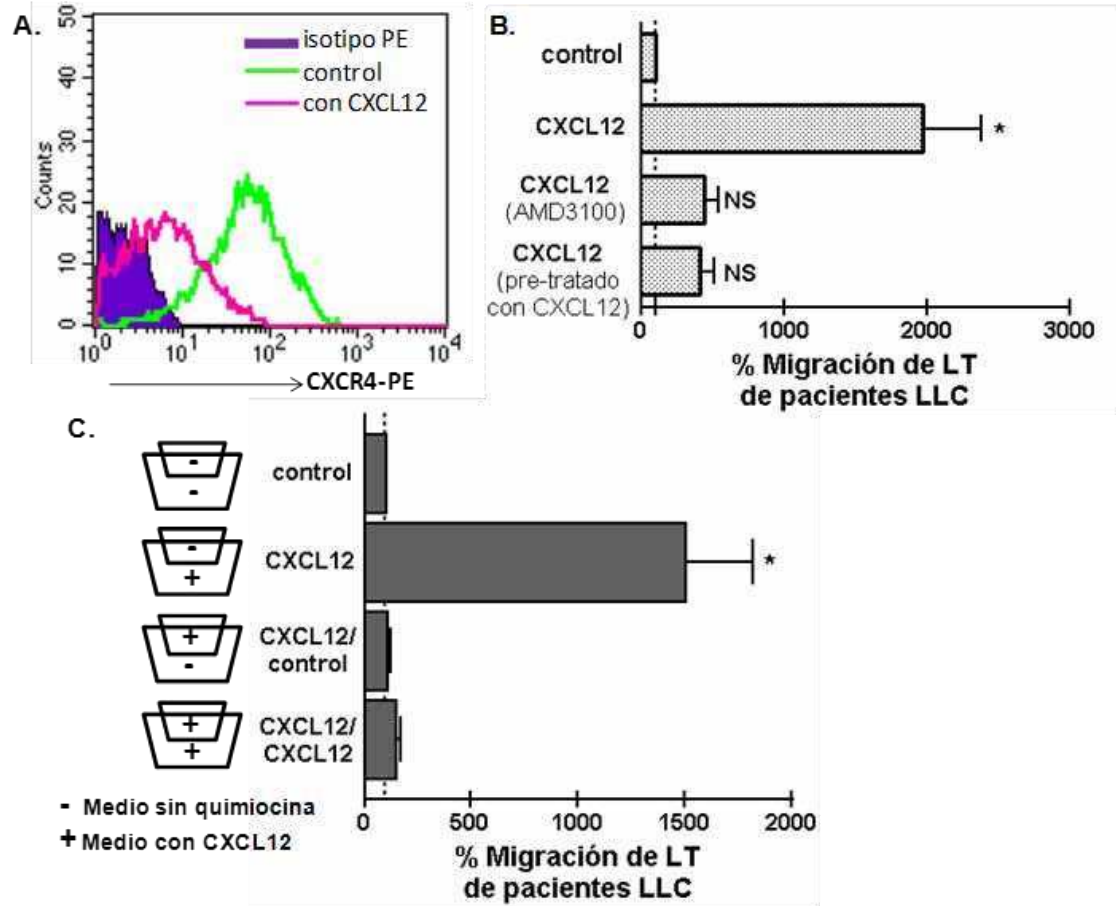 A.
50
40
30
20
10
0
Counts
isotipo PE
control
con CXCL12
10^0 10^1 10^2 10^3 10^4
CXCR4-PE
B.
control
CXCL12
*
CXCL12
(AMD3100)
NS
CXCL12
(pre-tratado
con CXCL12)
NS
0 1000 2000 3000
% Migración de LT
de pacientes LLC
C.
-
-
control
-
+
CXCL12
*
+
-
CXCL12/
control
+
+
CXCL12/
CXCL12
- Medio sin quimiocina
+ Medio con CXCL12
0 500 1000 1500 2000
% Migración de LT
de pacientes LLC